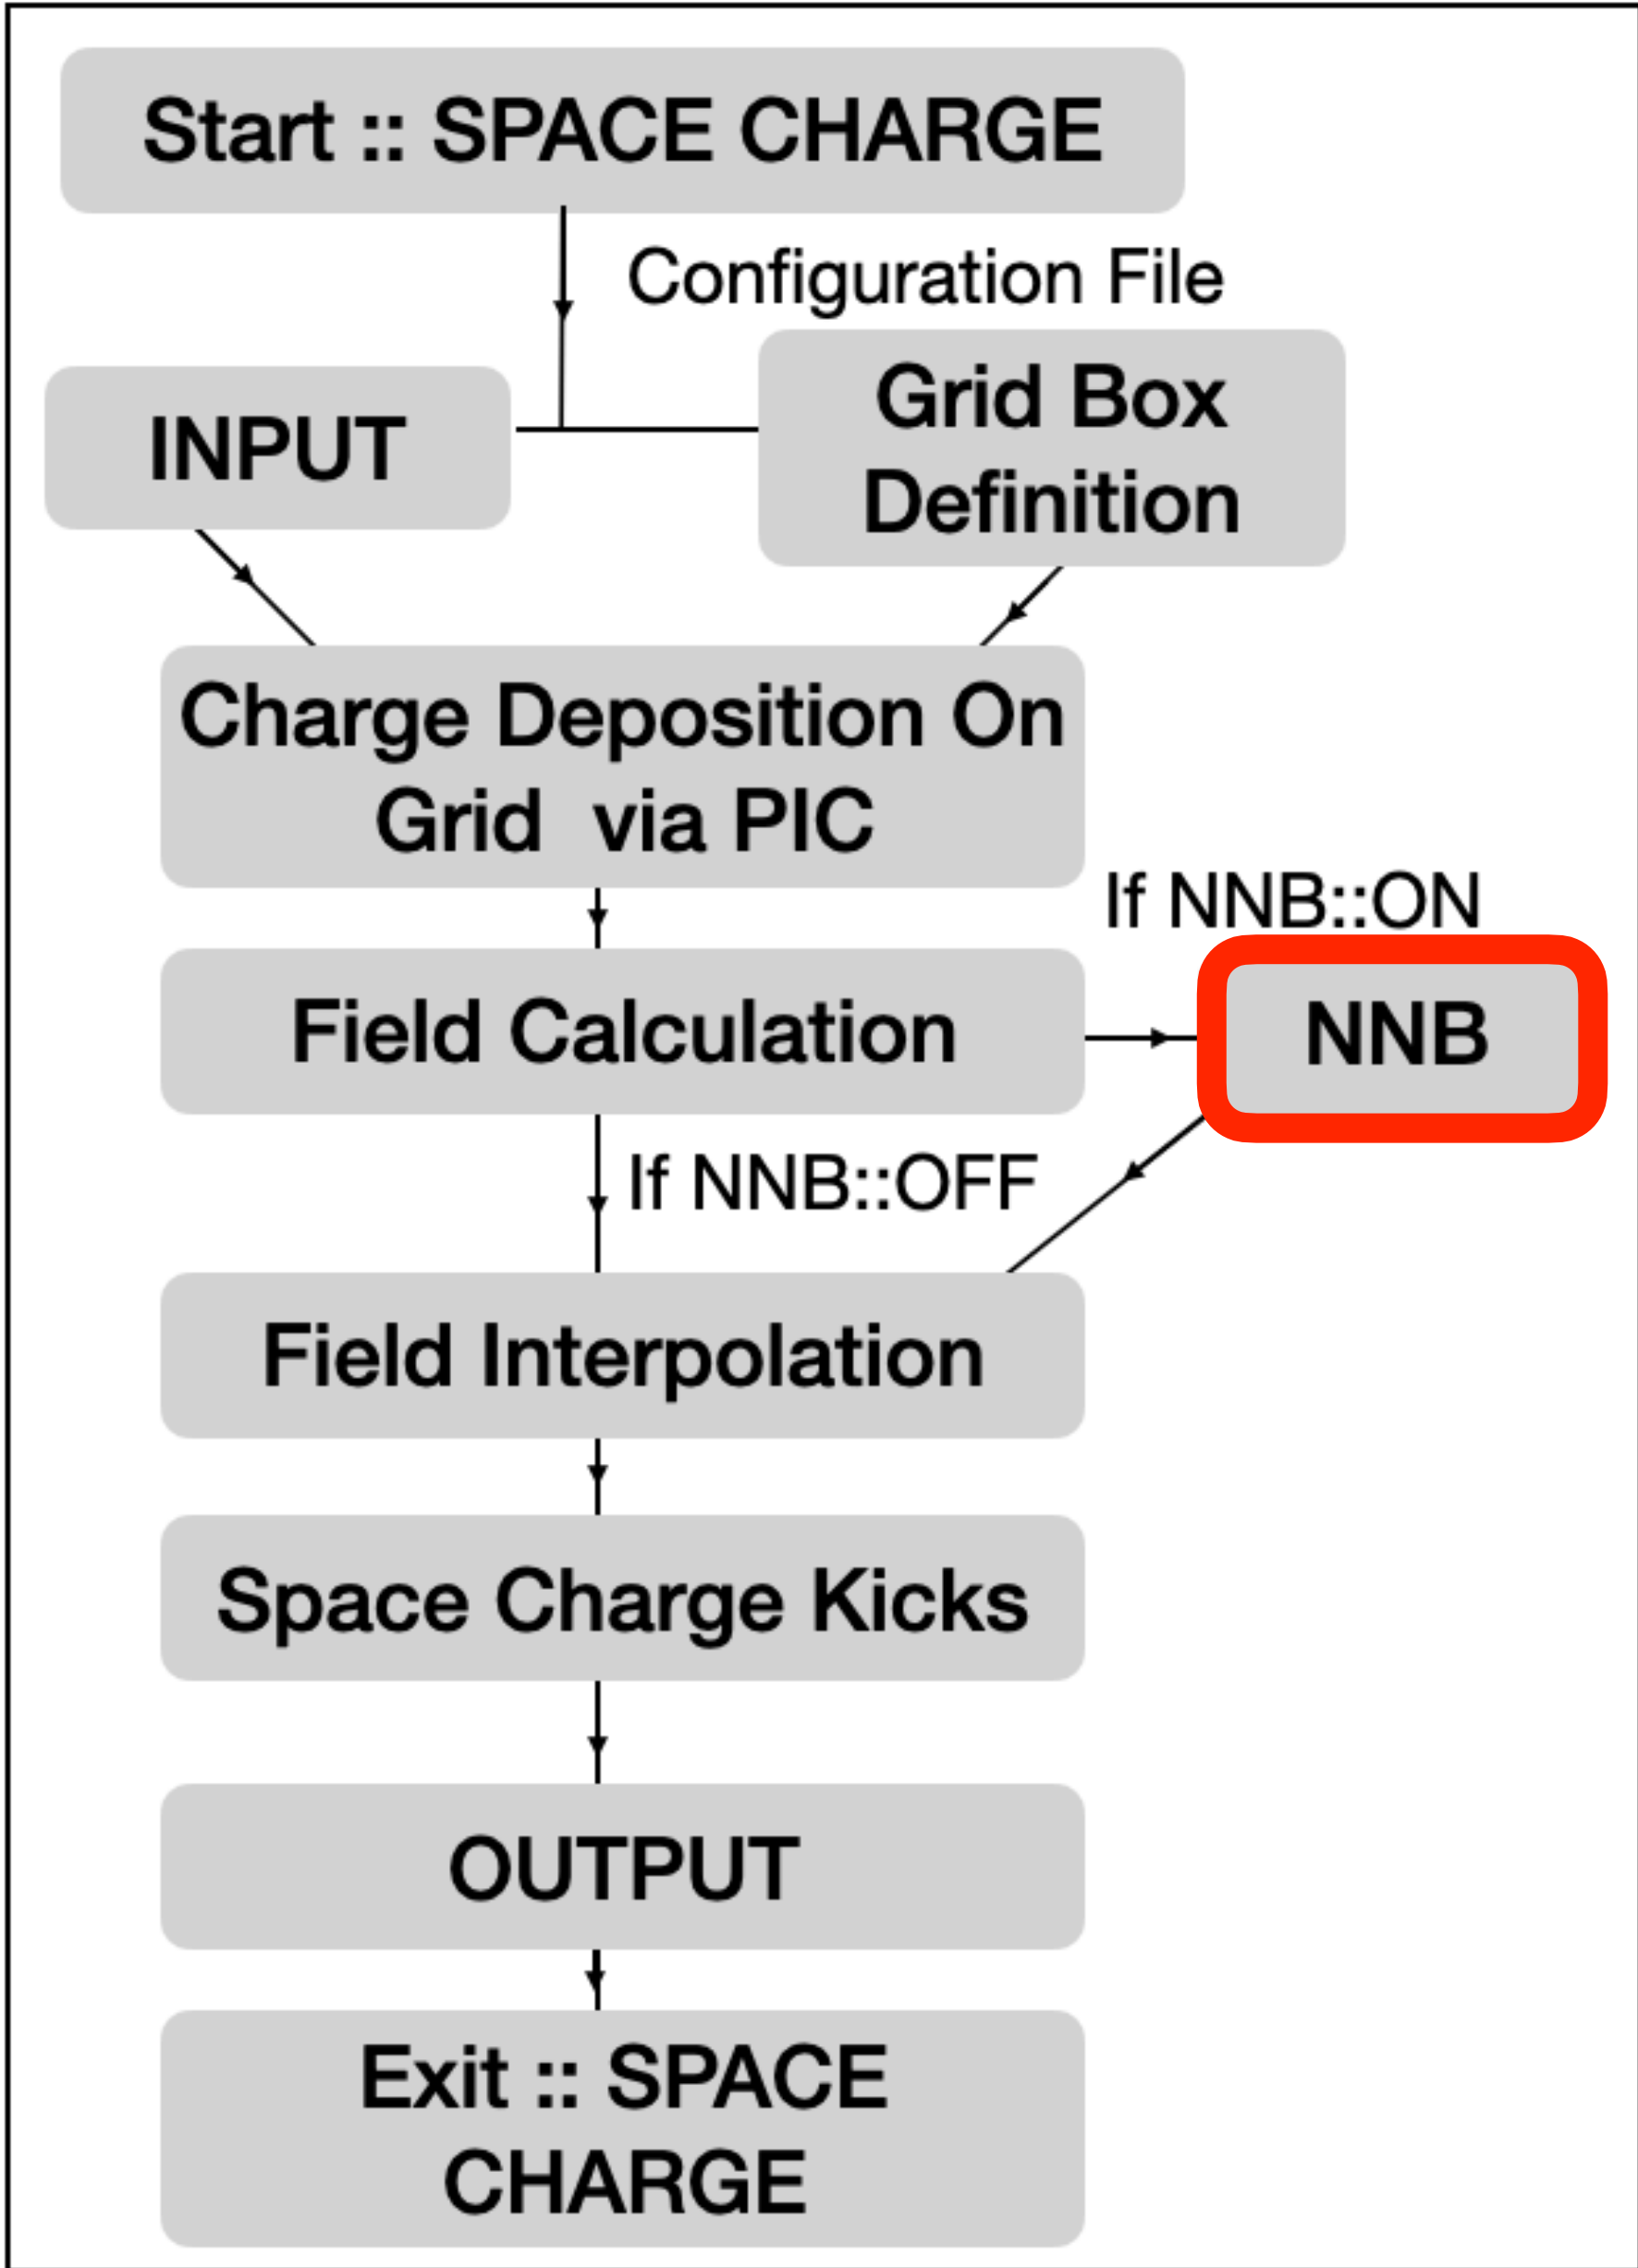 Start :: SPACE CHARGE
Configuration File
INPUT
Grid Box
Definition
Charge Deposition On
Grid  via PIC
If NNB::ON
Field Calculation
NNB
If NNB::OFF
Field Interpolation
Space Charge Kicks
OUTPUT
Exit :: SPACE
CHARGE